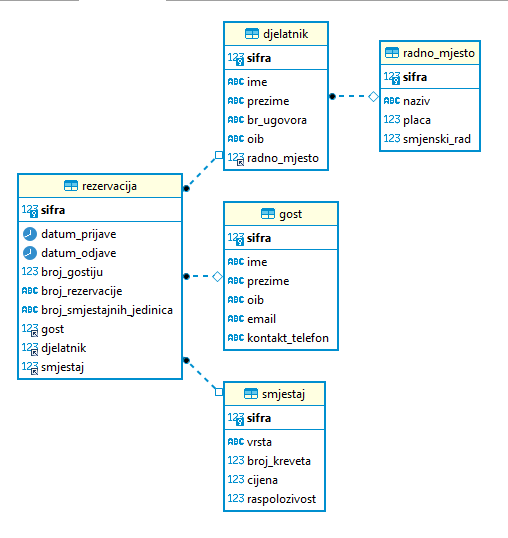 djelatnik
123 sifra
ABC ime
ABC prezime
ABC br_ugovora
ABC oib
123 radno_mjesto
radno_mjesto
123 sifra
ABC naziv
123 placa
123 smjenski_rad
rezervacija
123 sifra
datum_prijave
datum_odjave
123 broj_gostiju
ABC broj_rezervacije
ABC broj_smjestajnih_jedinica
123 gost
123 djelatnik
123 smjestaj
gost
123 sifra
ABC ime
ABC prezime
ABC oib
ABC email
ABC kontakt_telefon
smjestaj
123 sifra
ABC vrsta
123 broj_kreveta
123 cijena
123 raspolozivost